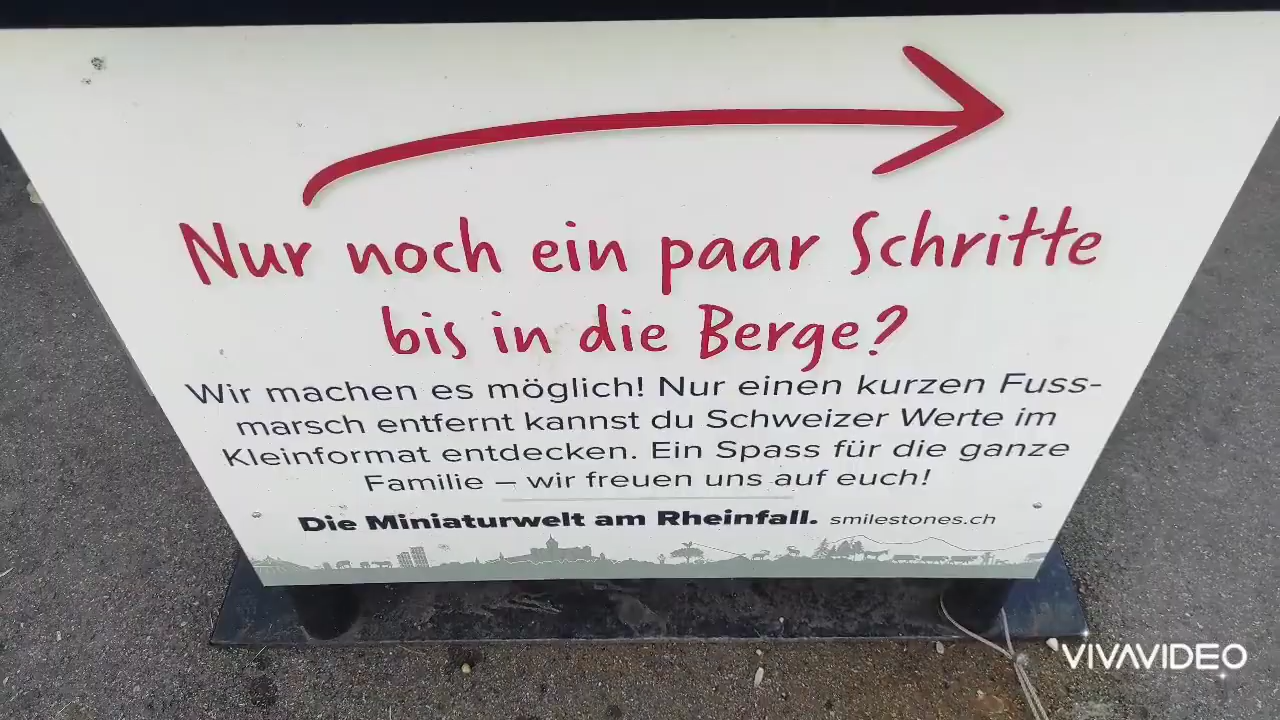 Nur noch ein paar Schritte
bis in die Berge?
Wir machen es möglich! Nur einen kurzen Fuss-
marsch entfernt kannst du Schweizer Werte im
Kleinformat entdecken. Ein Spass für die ganze
Familie – wir freuen uns auf euch!
Die Miniaturwelt am Rheinfall. smilestones.ch
VIVAVIDEO